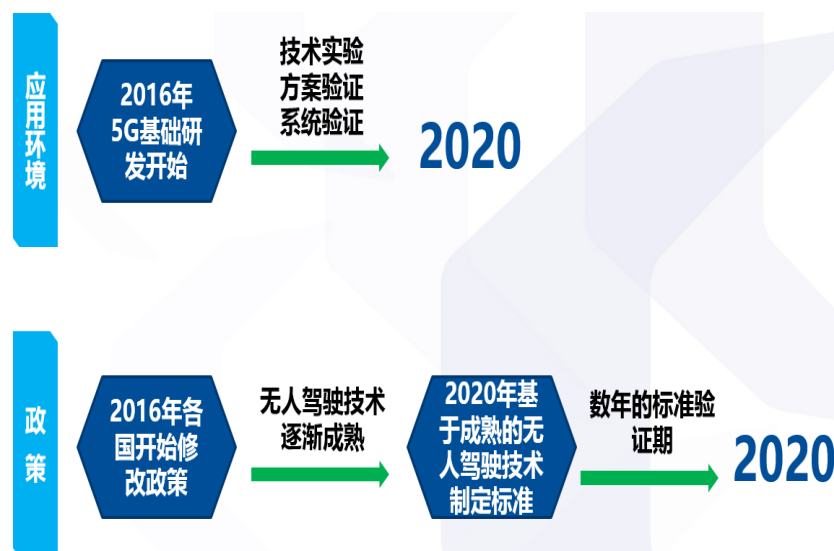 应用环境
2016年
5G基础研
发开始
技术实验
方案验证
系统验证
2020
政策
2016年各
国开始修
改政策
无人驾驶技术
逐渐成熟
2020年基
于成熟的无
人驾驶技术
制定标准
数年的标准验
证期
2020